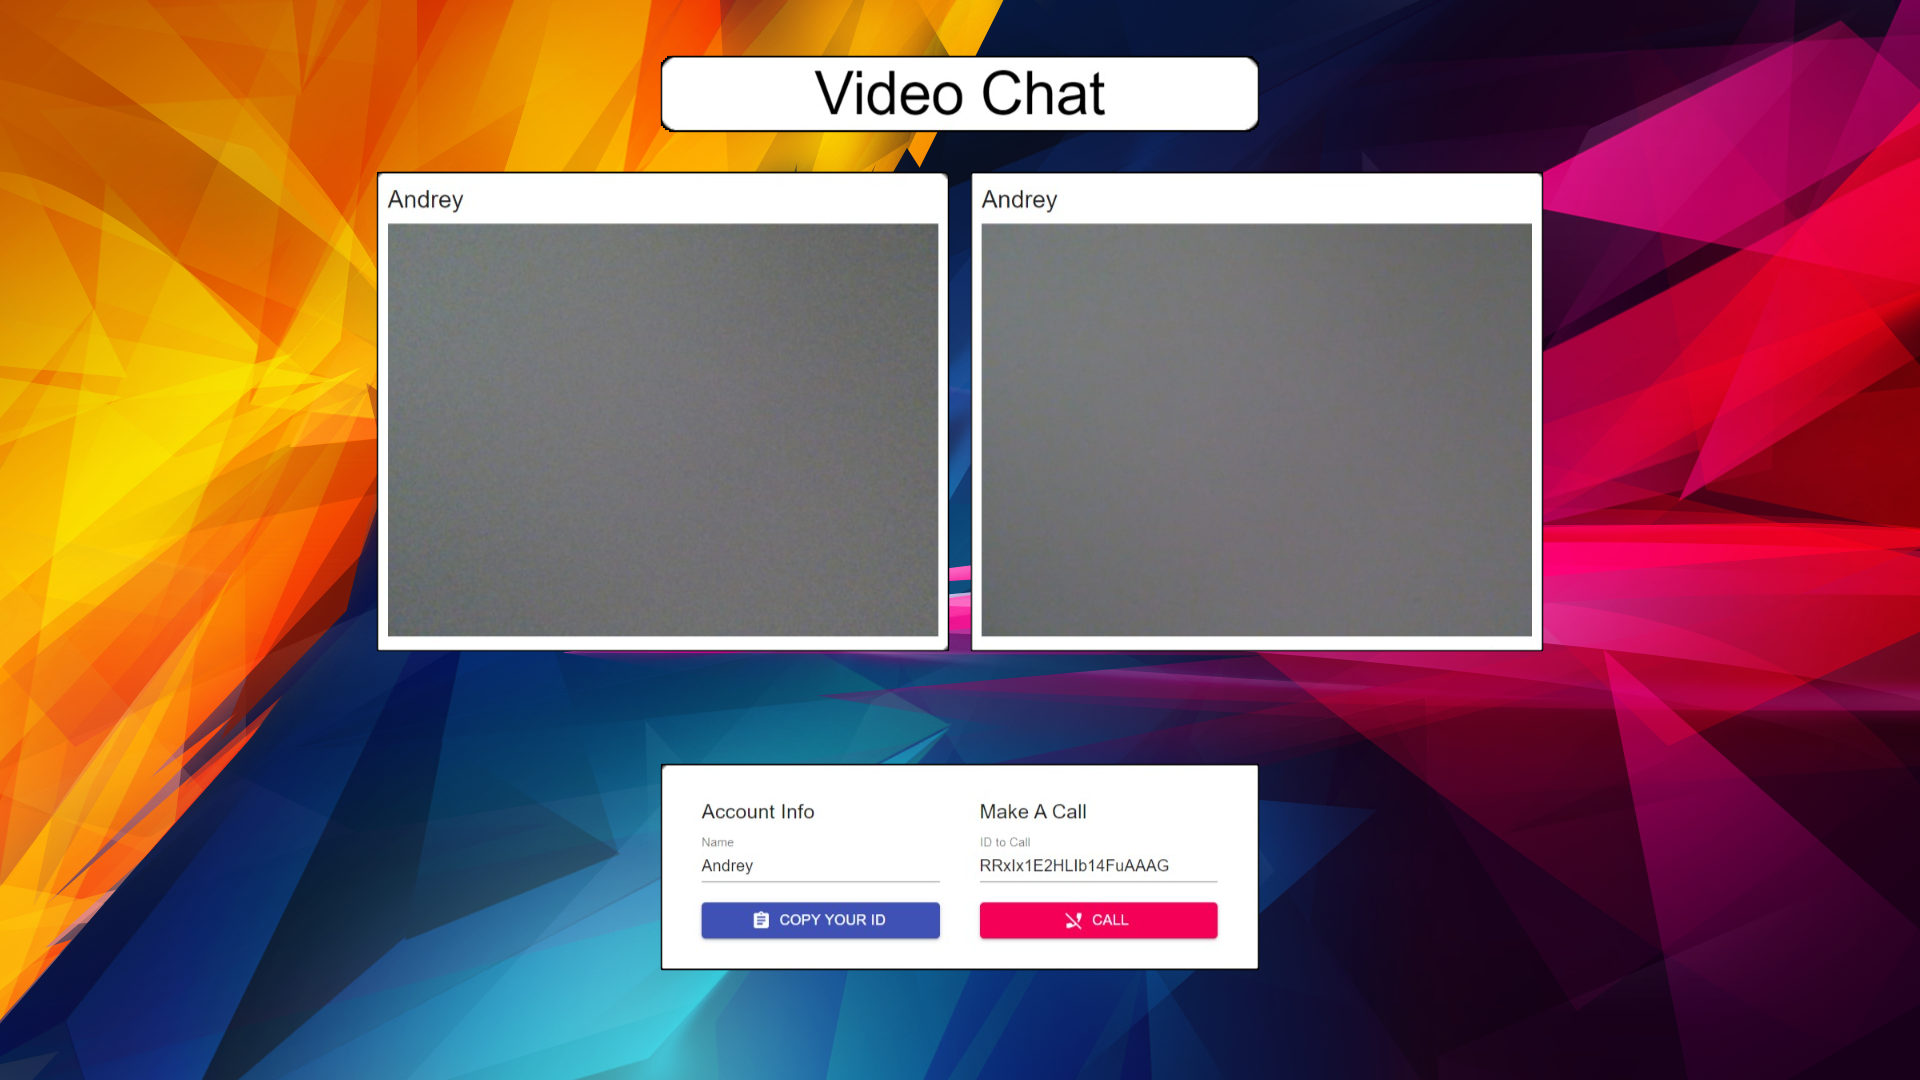 Video Chat
Andrey
Andrey
Account Info
Name
Andrey
COPY YOUR ID
Make A Call
ID to Call
RRxIx1E2HLIb14FuAAAG
CALL